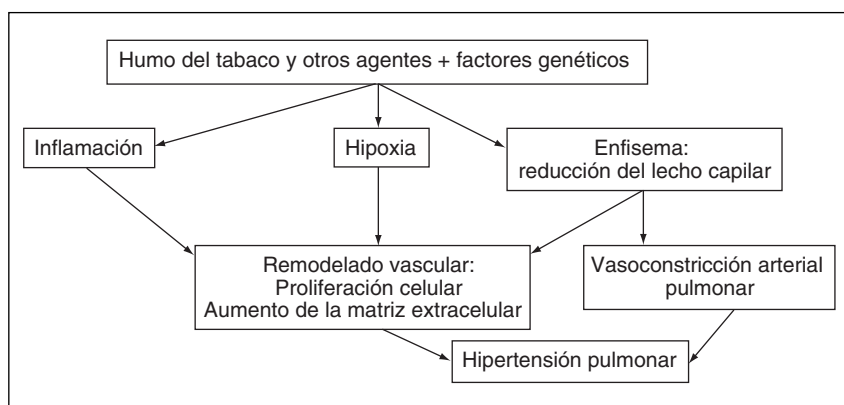 Humo del tabaco y otros agentes + factores genéticos
Inflamación
Hipoxia
Enfisema:
reducción del lecho capilar
Remodelado vascular:
Proliferación celular
Aumento de la matriz extracelular
Vasoconstricción arterial
pulmonar
Hipertensión pulmonar